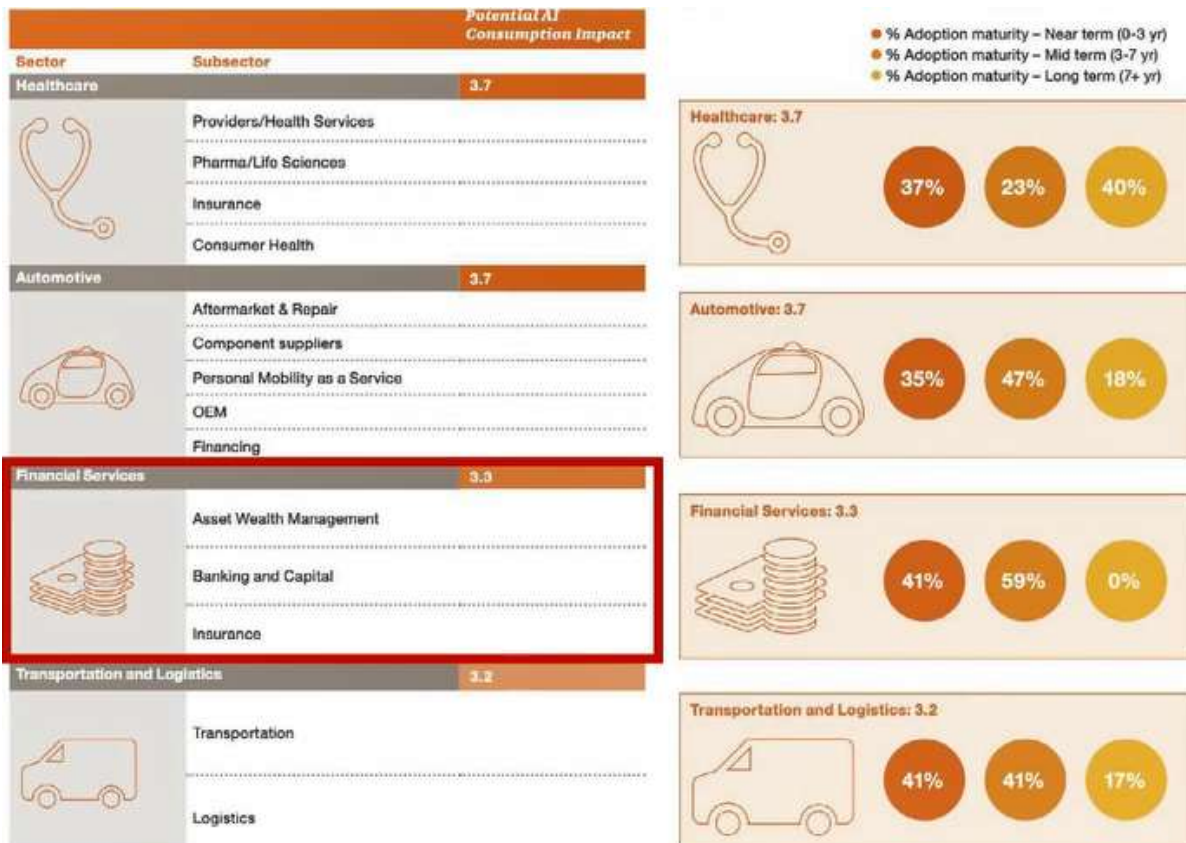 Potential AI
Consumption Impact
Sector Subsector
Healthcare 3.7
Providers/Health Services
Pharma/Life Sciences
Insurance
Consumer Health
Automotive 3.7
Aftermarket & Repair
Component suppliers
Personal Mobility as a Service
OEM
Financing
Financial Services 3.3
Asset Wealth Management
Banking and Capital
Insurance
Transportation and Logistics 3.2
Transportation
Logistics
% Adoption maturity – Near term (0-3 yr)
% Adoption maturity – Mid term (3-7 yr)
% Adoption maturity – Long term (7+ yr)
Healthcare: 3.7
37% 23% 40%
Automotive: 3.7
35% 47% 18%
Financial Services: 3.3
41% 59% 0%
Transportation and Logistics: 3.2
41% 41% 17%